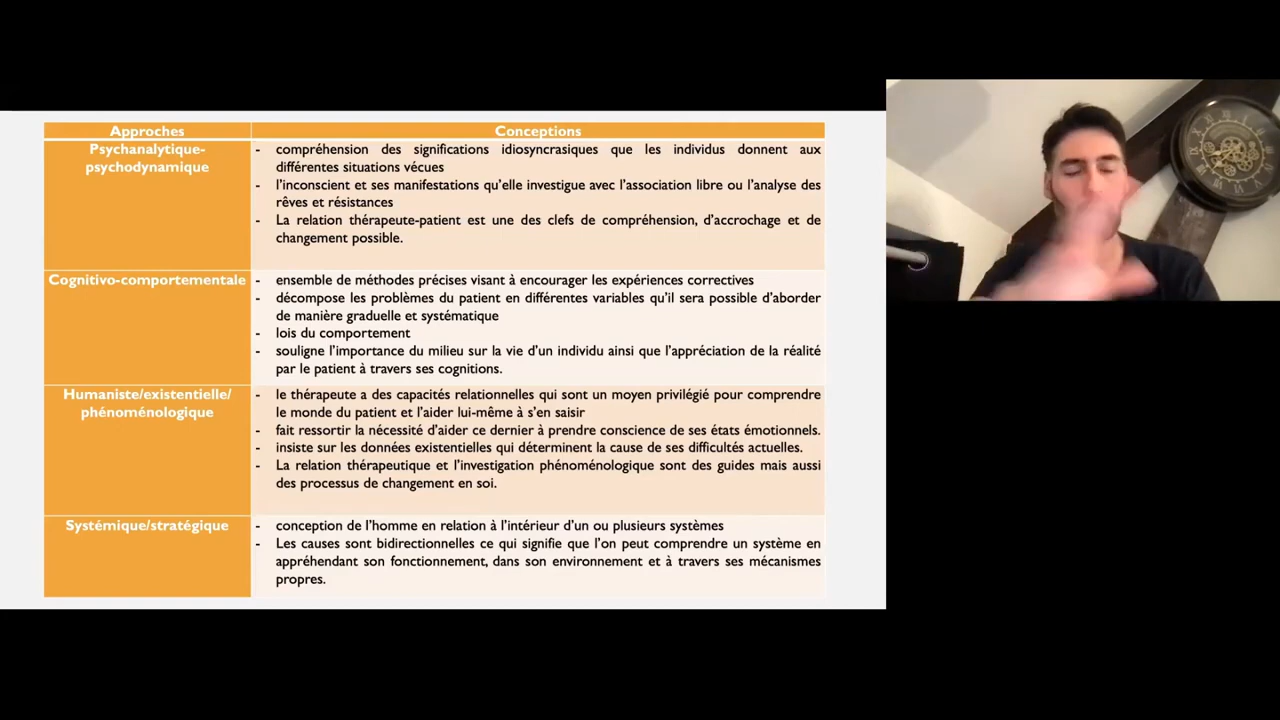 Approches
Conceptions
Psychanalytique-
psychodynamique
- compréhension des significations idiosyncrasiques que les individus donnent aux
différentes situations vécues
- l'inconscient et ses manifestations qu'elle investigue avec l'association libre ou l'analyse des
rêves et résistances
- La relation thérapeute-patient est une des clefs de compréhension, d'accrochage et de
changement possible.
Cognitivo-comportementale
- ensemble de méthodes précises visant à encourager les expériences correctives
- décompose les problèmes du patient en différentes variables qu'il sera possible d'aborder
de manière graduelle et systématique
- lois du comportement
- souligne l'importance du milieu sur la vie d'un individu ainsi que l'appréciation de la réalité
par le patient à travers ses cognitions.
Humaniste/existentielle/
phénoménologique
- le thérapeute a des capacités relationnelles qui sont un moyen privilégié pour comprendre
le monde du patient et l'aider lui-même à s'en saisir
- fait ressortir la nécessité d'aider ce dernier à prendre conscience de ses états émotionnels.
- insiste sur les données existentielles qui déterminent la cause de ses difficultés actuelles.
- La relation thérapeutique et l'investigation phénoménologique sont des guides mais aussi
des processus de changement en soi.
Systémique/stratégique
- conception de l'homme en relation à l'intérieur d'un ou plusieurs systèmes
- Les causes sont bidirectionnelles ce qui signifie que l'on peut comprendre un système en
appréhendant son fonctionnement, dans son environnement et à travers ses mécanismes
propres.